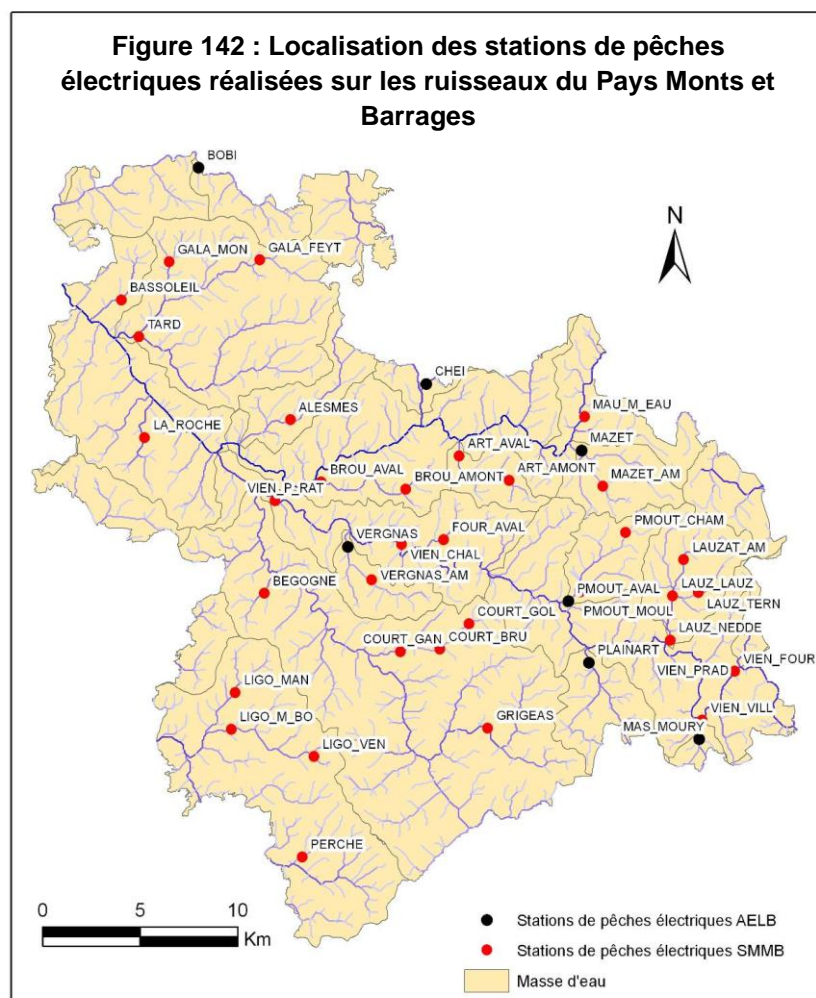 Figure 142 : Localisation des stations de pêches
électriques réalisées sur les ruisseaux du Pays Monts et
Barrages
BOBI
N
GALA_MON
GALA_FEYT
BASSOLEIL
TARD
CHEI
ALESMES
MAU_M_EAU
LA_ROCHE
ART_AVAL
MAZET
BROU_AVAL
ART_AMONT
VIEN_P_RAT
BROU_AMONT
MAZET_AM
VERGNAS
FOUR_AVAL
PMOUT_CHAM
VIEN_CHAL
LAUZAT_AM
VERGNAS_AM
BEGOGNE
PMOUT_AVAL
LAUZ_LAUZ
PMOUT_MOUL
LAUZ_TERN
COURT_GOL
COURT_GAN
COURT_BRU
LAUZ_NEDDE
PLAINART
VIEN_PRAD
VIEN_FOUR
LIGO_MAN
LIGO_M_BO
GRIGEAS
VIEN_VILL
MAS_MOURY
LIGO_VEN
PERCHE
0 5 10
Km
Stations de pêches électriques AELB
Stations de pêches électriques SMMB
Masse d'eau